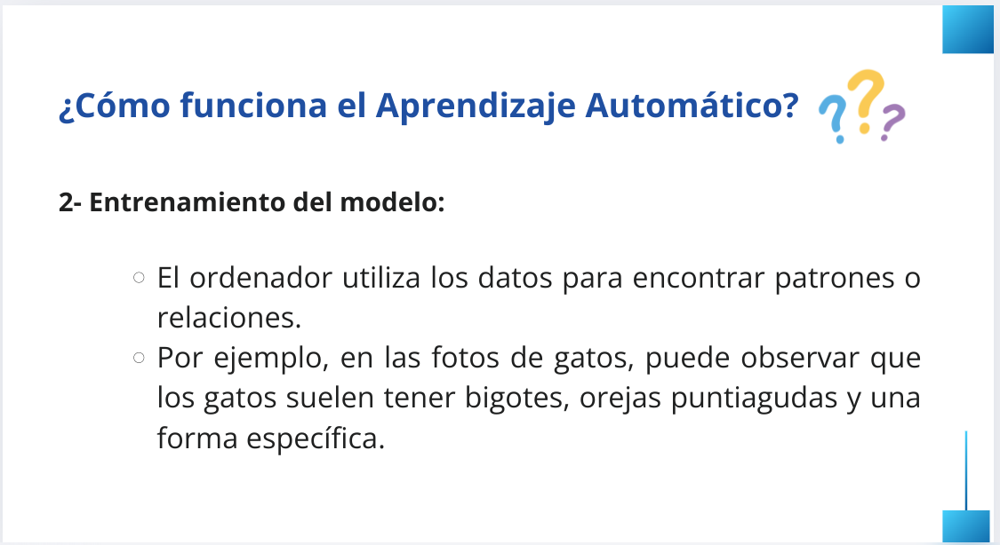 ¿Cómo funciona el Aprendizaje Automático?
2- Entrenamiento del modelo:
El ordenador utiliza los datos para encontrar patrones o
relaciones.
Por ejemplo, en las fotos de gatos, puede observar que
los gatos suelen tener bigotes, orejas puntiagudas y una
forma específica.